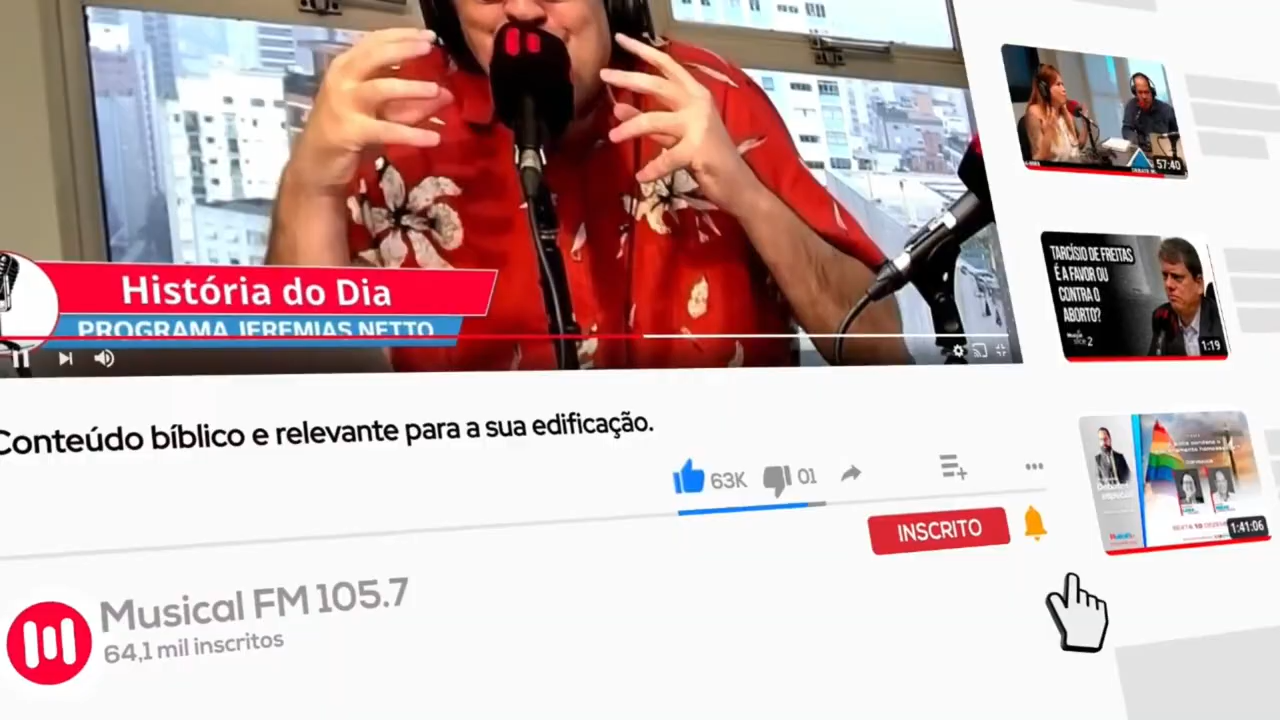 História do Dia
PROGRAMA JEREMIAS NETTO
Conteúdo bíblico e relevante para a sua edificação.
63K
01
INSCRITO
Musical FM 105.7
64,1 mil inscritos
57:40
TARCÍSIO DE FREITAS
É A FAVOR OU
CONTRA O
ABORTO?
2
1:19
1:41:06